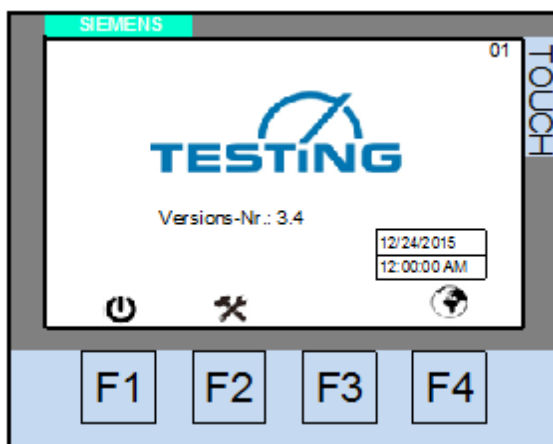 SIEMENS
01
TOUCH
TESTiNG
Versions-Nr.: 3.4
12/24/2015
12:00:00 AM
F1 F2 F3 F4